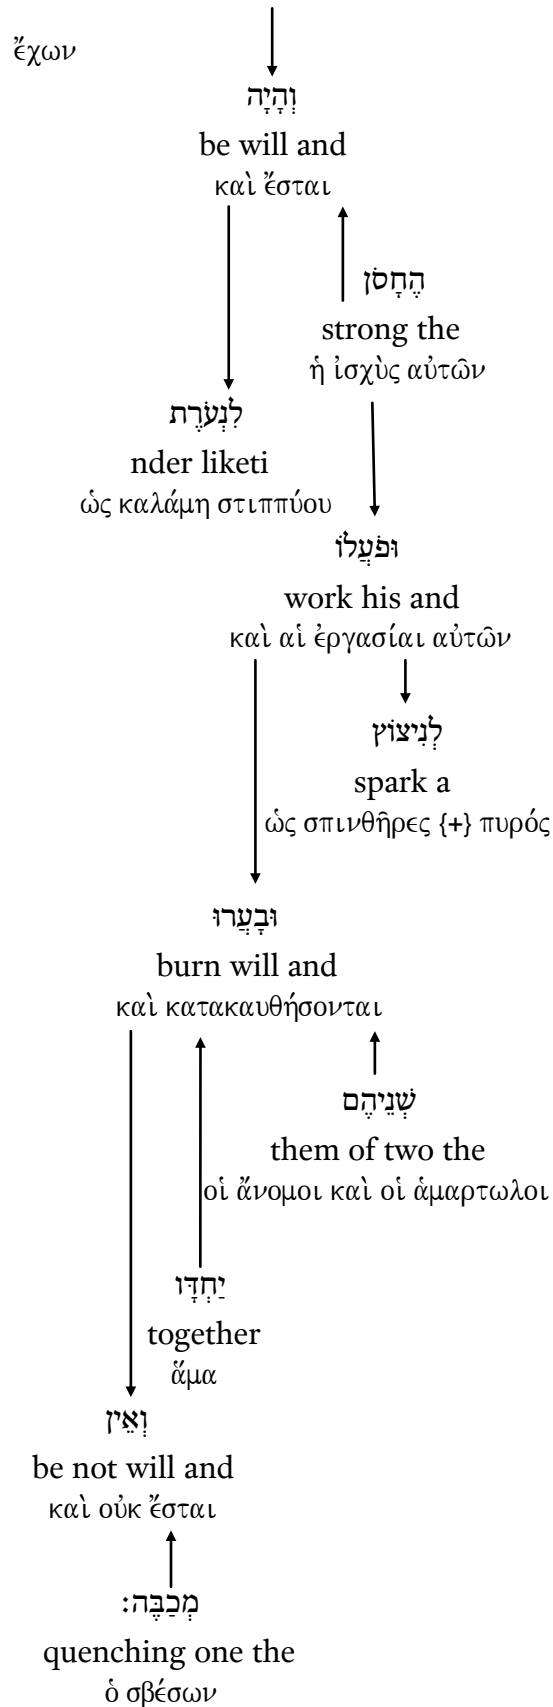 ἔχων
וְהָיָה
be will and
καὶ ἔσται
הֶחָסֹן
strong the
ἡ ἰσχὺς αὐτῶν
לִנְעֹרֶת
nder liketi
ὡς καλάμη στιππύου
וּפֹעֲלוֹ
work his and
καὶ αἱ ἐργασίαι αὐτῶν
לְנִיצוֹץ
spark a
ὡς σπινθῆρες {+} πυρός
וּבָעֲרוּ
burn will and
καὶ κατακαυθήσονται
שְׁנֵיהֶם
them of two the
οἱ ἄνομοι καὶ οἱ ἁμαρτωλοι
יַחְדָּו
together
ἅμα
וְאֵין
be not will and
καὶ οὐκ ἔσται
מְכַבֶּה׃
quenching one the
ὁ σβέσων